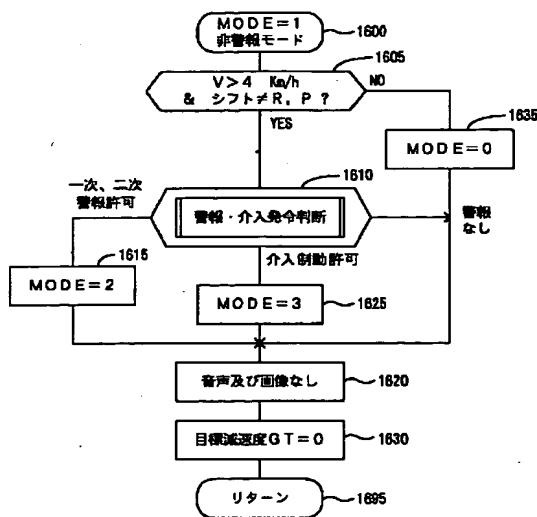 MODE=1
非警報モード
1600
1605
V>4 Km/h
& シフト≠R, P ?
NO
YES
1635
MODE=0
1610
一次、二次
警報許可
警報・介入発令判断
警報
なし
1615
介入制動許可
MODE=2
MODE=3
1625
音声及び画像なし
1620
目標減速度GT=0
1630
リターン
1695